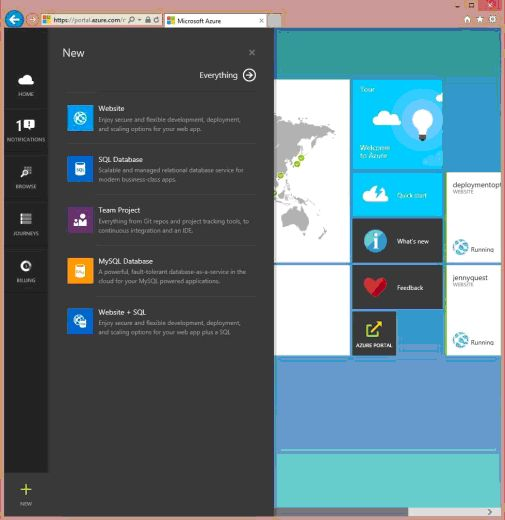 https://portal.azure.com/
Microsoft Azure
New
Everything
HOME
1
NOTIFICATIONS
BROWSE
JOURNEYS
BILLING
NEW
Website
Enjoy secure and flexible development, deployment,
and scaling options for your web app.
SQL Database
Scalable and managed relational database service for
modern business-class apps.
Team Project
Everything from Git repos and project tracking tools, to
continuous integration and an IDE.
MySQL Database
A powerful, fault-tolerant database-as-a-service in the
cloud for your MySQL powered applications.
Website + SQL
Enjoy secure and flexible development, deployment,
and scaling options for your web app plus a SQL
Tour
Welcome
to Azure
Quick start
What's new
Feedback
AZURE PORTAL
deploymentopt
WEBSITE
Running
jennyquest
WEBSITE
Running